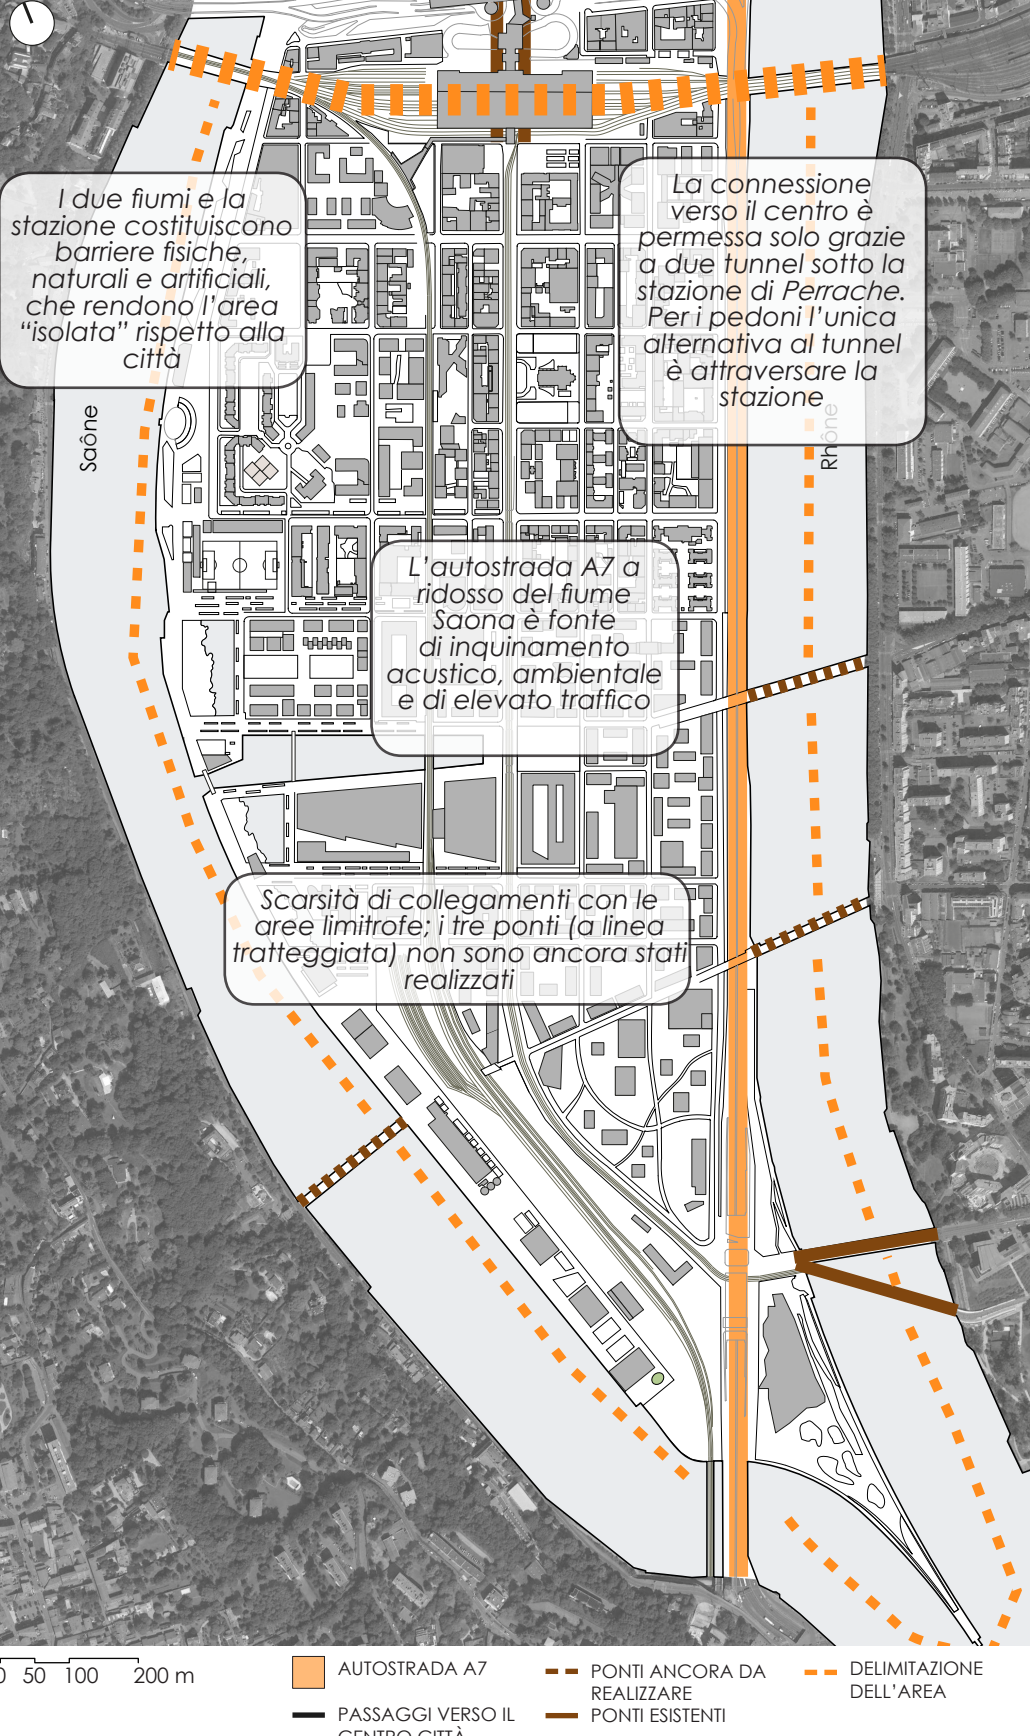 I due fiumi e la
stazione costituiscono
barriere fisiche,
naturali e artificiali,
che rendono l'area
“isolata” rispetto alla
città
La connessione
verso il centro è
permessa solo grazie
a due tunnel sotto la
stazione di Perrache.
Per i pedoni l'unica
alternativa al tunnel
è attraversare la
stazione
Saône
Rhône
L'autostrada A7 a
ridosso del fiume
Saona è fonte
di inquinamento
acustico, ambientale
e di elevato traffico
Scarsità di collegamenti con le
aree limitrofe; i tre ponti (a linea
tratteggiata) non sono ancora stati
realizzati
0 50 100 200 m
AUTOSTRADA A7
PASSAGGI VERSO IL
CENTRO CITTÀ
PONTI ANCORA DA
REALIZZARE
PONTI ESISTENTI
DELIMITAZIONE
DELL'AREA